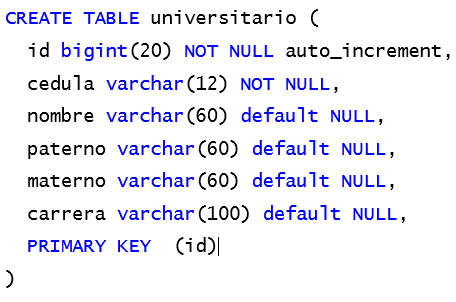 CREATE TABLE universitario (
id bigint(20) NOT NULL auto_increment,
cedula varchar(12) NOT NULL,
nombre varchar(60) default NULL,
paterno varchar(60) default NULL,
materno varchar(60) default NULL,
carrera varchar(100) default NULL,
PRIMARY KEY  (id)
)